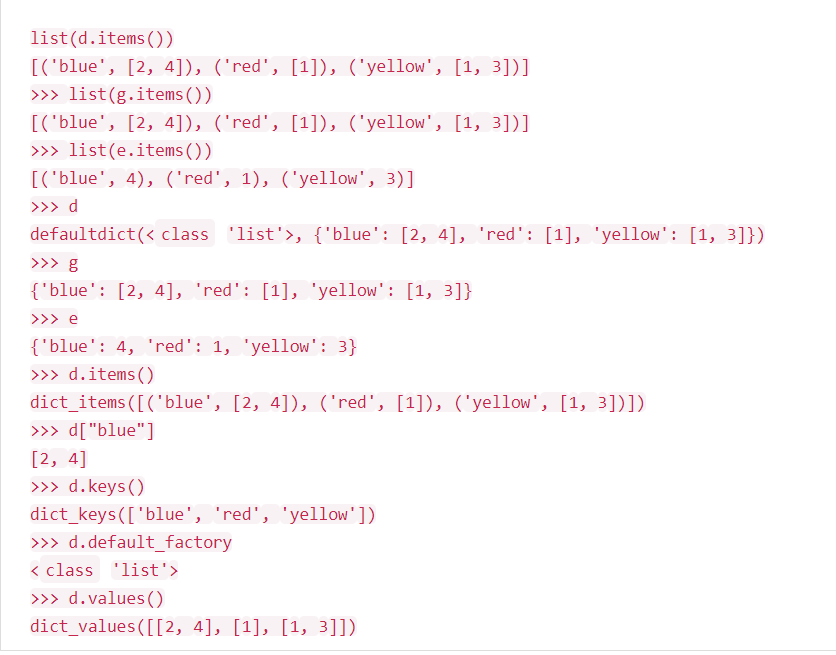 list(d.items())
[('blue', [2, 4]), ('red', [1]), ('yellow', [1, 3])]
>>> list(g.items())
[('blue', [2, 4]), ('red', [1]), ('yellow', [1, 3])]
>>> list(e.items())
[('blue', 4), ('red', 1), ('yellow', 3)]
>>> d
defaultdict(< class 'list'>, {'blue': [2, 4], 'red': [1], 'yellow': [1, 3]})
>>> g
{'blue': [2, 4], 'red': [1], 'yellow': [1, 3]}
>>> e
{'blue': 4, 'red': 1, 'yellow': 3}
>>> d.items()
dict_items([('blue', [2, 4]), ('red', [1]), ('yellow', [1, 3])])
>>> d["blue"]
[2, 4]
>>> d.keys()
dict_keys(['blue', 'red', 'yellow'])
>>> d.default_factory
< class 'list'>
>>> d.values()
dict_values([[2, 4], [1], [1, 3]])